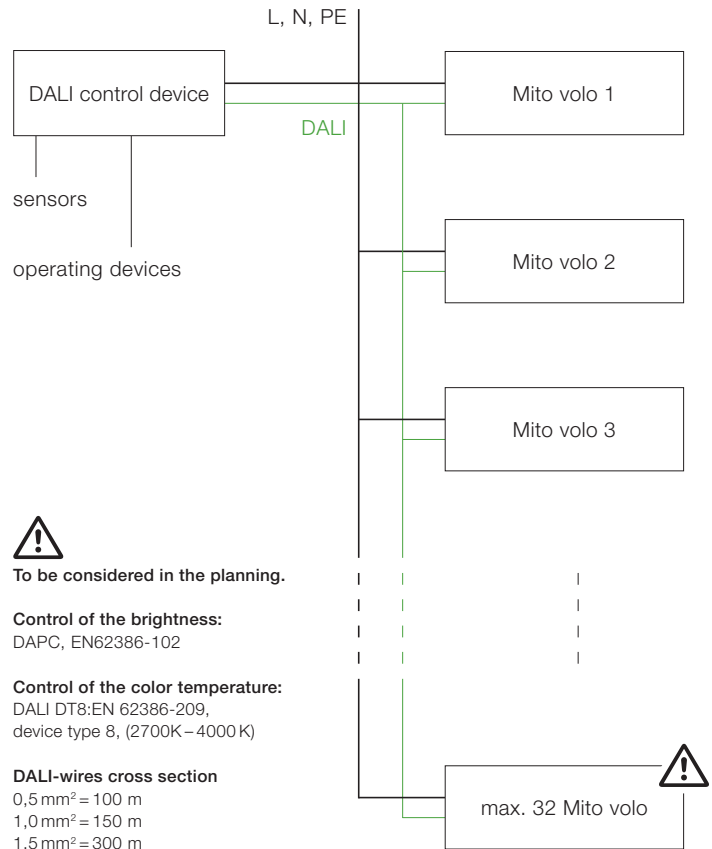 L, N, PE
DALI control device
Mito volo 1
DALI
sensors
Mito volo 2
operating devices
Mito volo 3
To be considered in the planning.
Control of the brightness:
DAPC, EN62386-102
Control of the color temperature:
DALI DT8:EN 62386-209,
device type 8, (2700K – 4000 K)
DALI-wires cross section
0,5 mm² = 100 m
1,0 mm² = 150 m
1,5 mm² = 300 m
max. 32 Mito volo